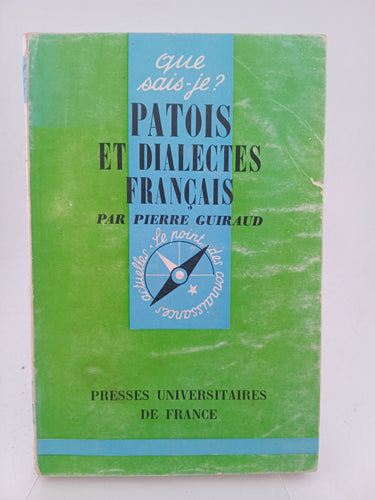 que
sais-je?
PATOIS
ET DIALECTES
FRANÇAIS
PAR PIERRE GUIRAUD
Le point des connaissances actuelles
PRESSES UNIVERSITAIRES
DE FRANCE